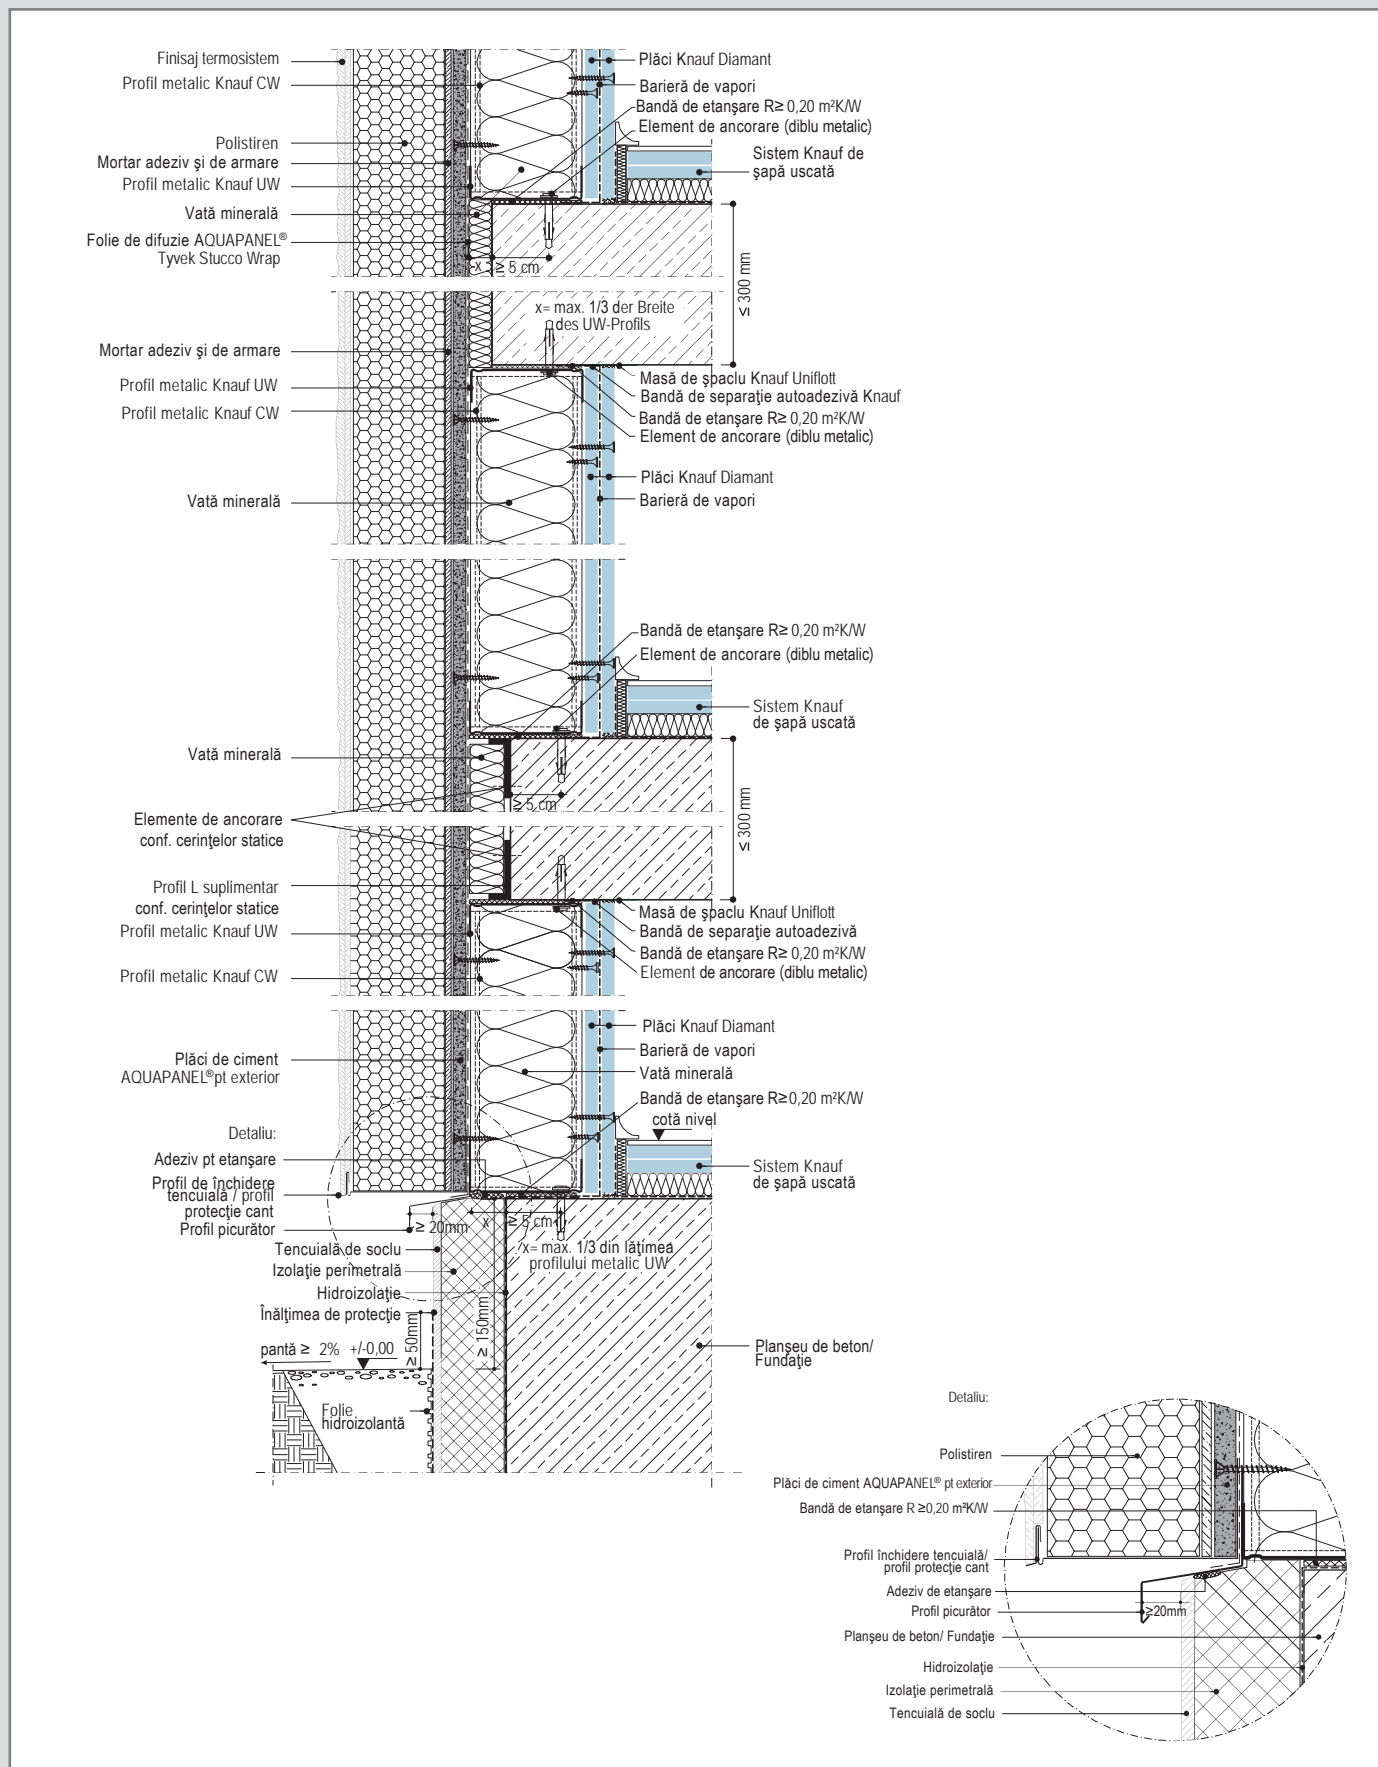 Finisaj termosistem
Profil metalic Knauf CW
Polistiren
Mortar adeziv şi de armare
Profil metalic Knauf UW
Vată minerală
Folie de difuzie AQUAPANEL®
Tyvek Stucco Wrap
Plăci Knauf Diamant
Barieră de vapori
Bandă de etanşare R≥ 0,20 m²K/W
Element de ancorare (diblu metalic)
Sistem Knauf de
şapă uscată
x ≥ 5 cm
≤ 300 mm
x= max. 1/3 der Breite
des UW-Profils
Mortar adeziv şi de armare
Profil metalic Knauf UW
Profil metalic Knauf CW
Vată minerală
Masă de şpaclu Knauf Uniflott
Bandă de separaţie autoadezivă Knauf
Bandă de etanşare R≥ 0,20 m²K/W
Element de ancorare (diblu metalic)
Plăci Knauf Diamant
Barieră de vapori
Bandă de etanşare R≥ 0,20 m²K/W
Element de ancorare (diblu metalic)
Sistem Knauf
de şapă uscată
Vată minerală
≥ 5 cm
≤ 300 mm
Elemente de ancorare
conf. cerinţelor statice
Profil L suplimentar
conf. cerinţelor statice
Profil metalic Knauf UW
Profil metalic Knauf CW
Masă de şpaclu Knauf Uniflott
Bandă de separaţie autoadezivă
Bandă de etanşare R≥ 0,20 m²K/W
Element de ancorare (diblu metalic)
Plăci Knauf Diamant
Barieră de vapori
Vată minerală
Bandă de etanşare R≥0,20 m²K/W
cotă nivel
Sistem Knauf
de şapă uscată
Plăci de ciment
AQUAPANEL®pt exterior
Detaliu:
Adeziv pt etanşare
Profil de închidere
tencuială / profil
protecţie cant
Profil picurător
≥ 20mm
x ≥ 5 cm
x= max. 1/3 din lăţimea
profilului metalic UW
Tencuială de soclu
Izolaţie perimetrală
Hidroizolaţie
Înălţimea de protecţie
≥ 50mm
≥ 150mm
pantă ≥ 2% +/-0,00
Folie
hidroizolantă
Planşeu de beton/
Fundaţie
Detaliu:
Polistiren
Plăci de ciment AQUAPANEL® pt exterior
Bandă de etanşare R ≥0,20 m²K/W
Profil închidere tencuială/
profil protecţie cant
Adeziv de etanşare
Profil picurător
≥20mm
Planşeu de beton/ Fundaţie
Hidroizolaţie
Izolaţie perimetrală
Tencuială de soclu